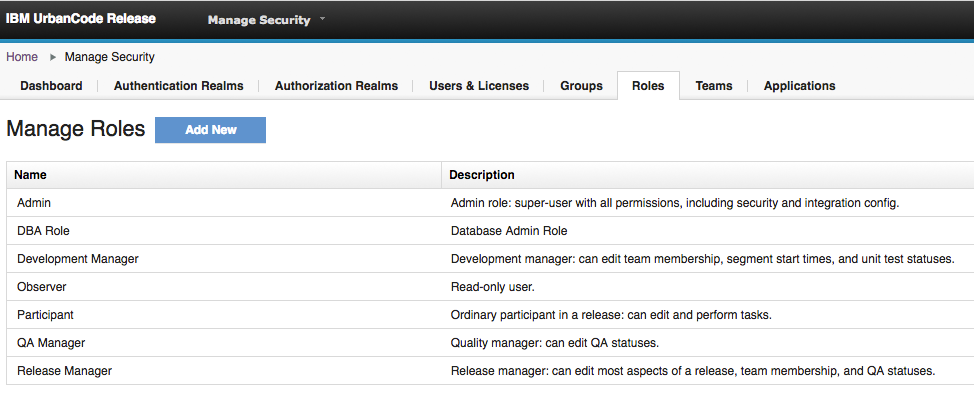 IBM UrbanCode Release Manage Security
Home Manage Security
Dashboard Authentication Realms Authorization Realms Users & Licenses Groups Roles Teams Applications
Manage Roles Add New
Name Description
Admin Admin role: super-user with all permissions, including security and integration config.
DBA Role Database Admin Role
Development Manager Development manager: can edit team membership, segment start times, and unit test statuses.
Observer Read-only user.
Participant Ordinary participant in a release: can edit and perform tasks.
QA Manager Quality manager: can edit QA statuses.
Release Manager Release manager: can edit most aspects of a release, team membership, and QA statuses.